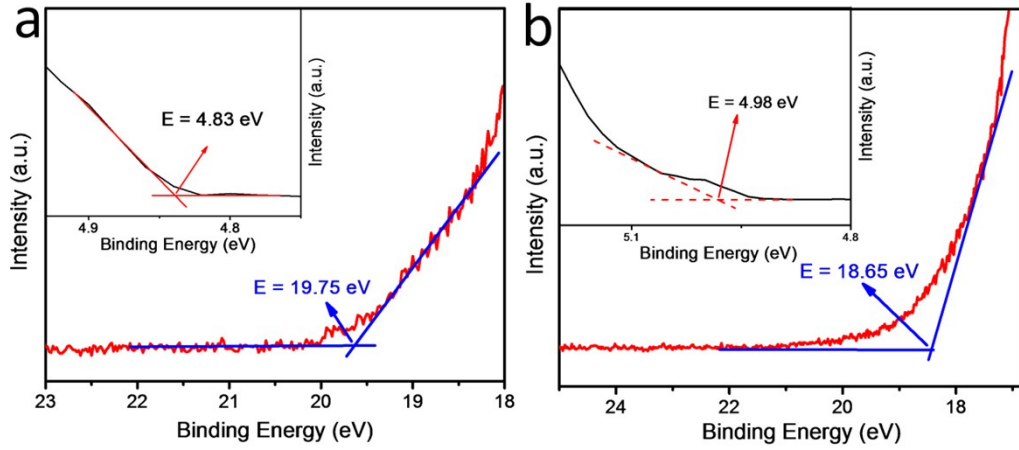 a
Intensity (a.u.)
E = 4.83 eV
Intensity (a.u.)
4.9 4.8
Binding Energy (eV)
E = 19.75 eV
23 22 21 20 19 18
Binding Energy (eV)
b
Intensity (a.u.)
E = 4.98 eV
Intensity (a.u.)
5.1 4.8
Binding Energy (eV)
E = 18.65 eV
24 22 20 18
Binding Energy (eV)